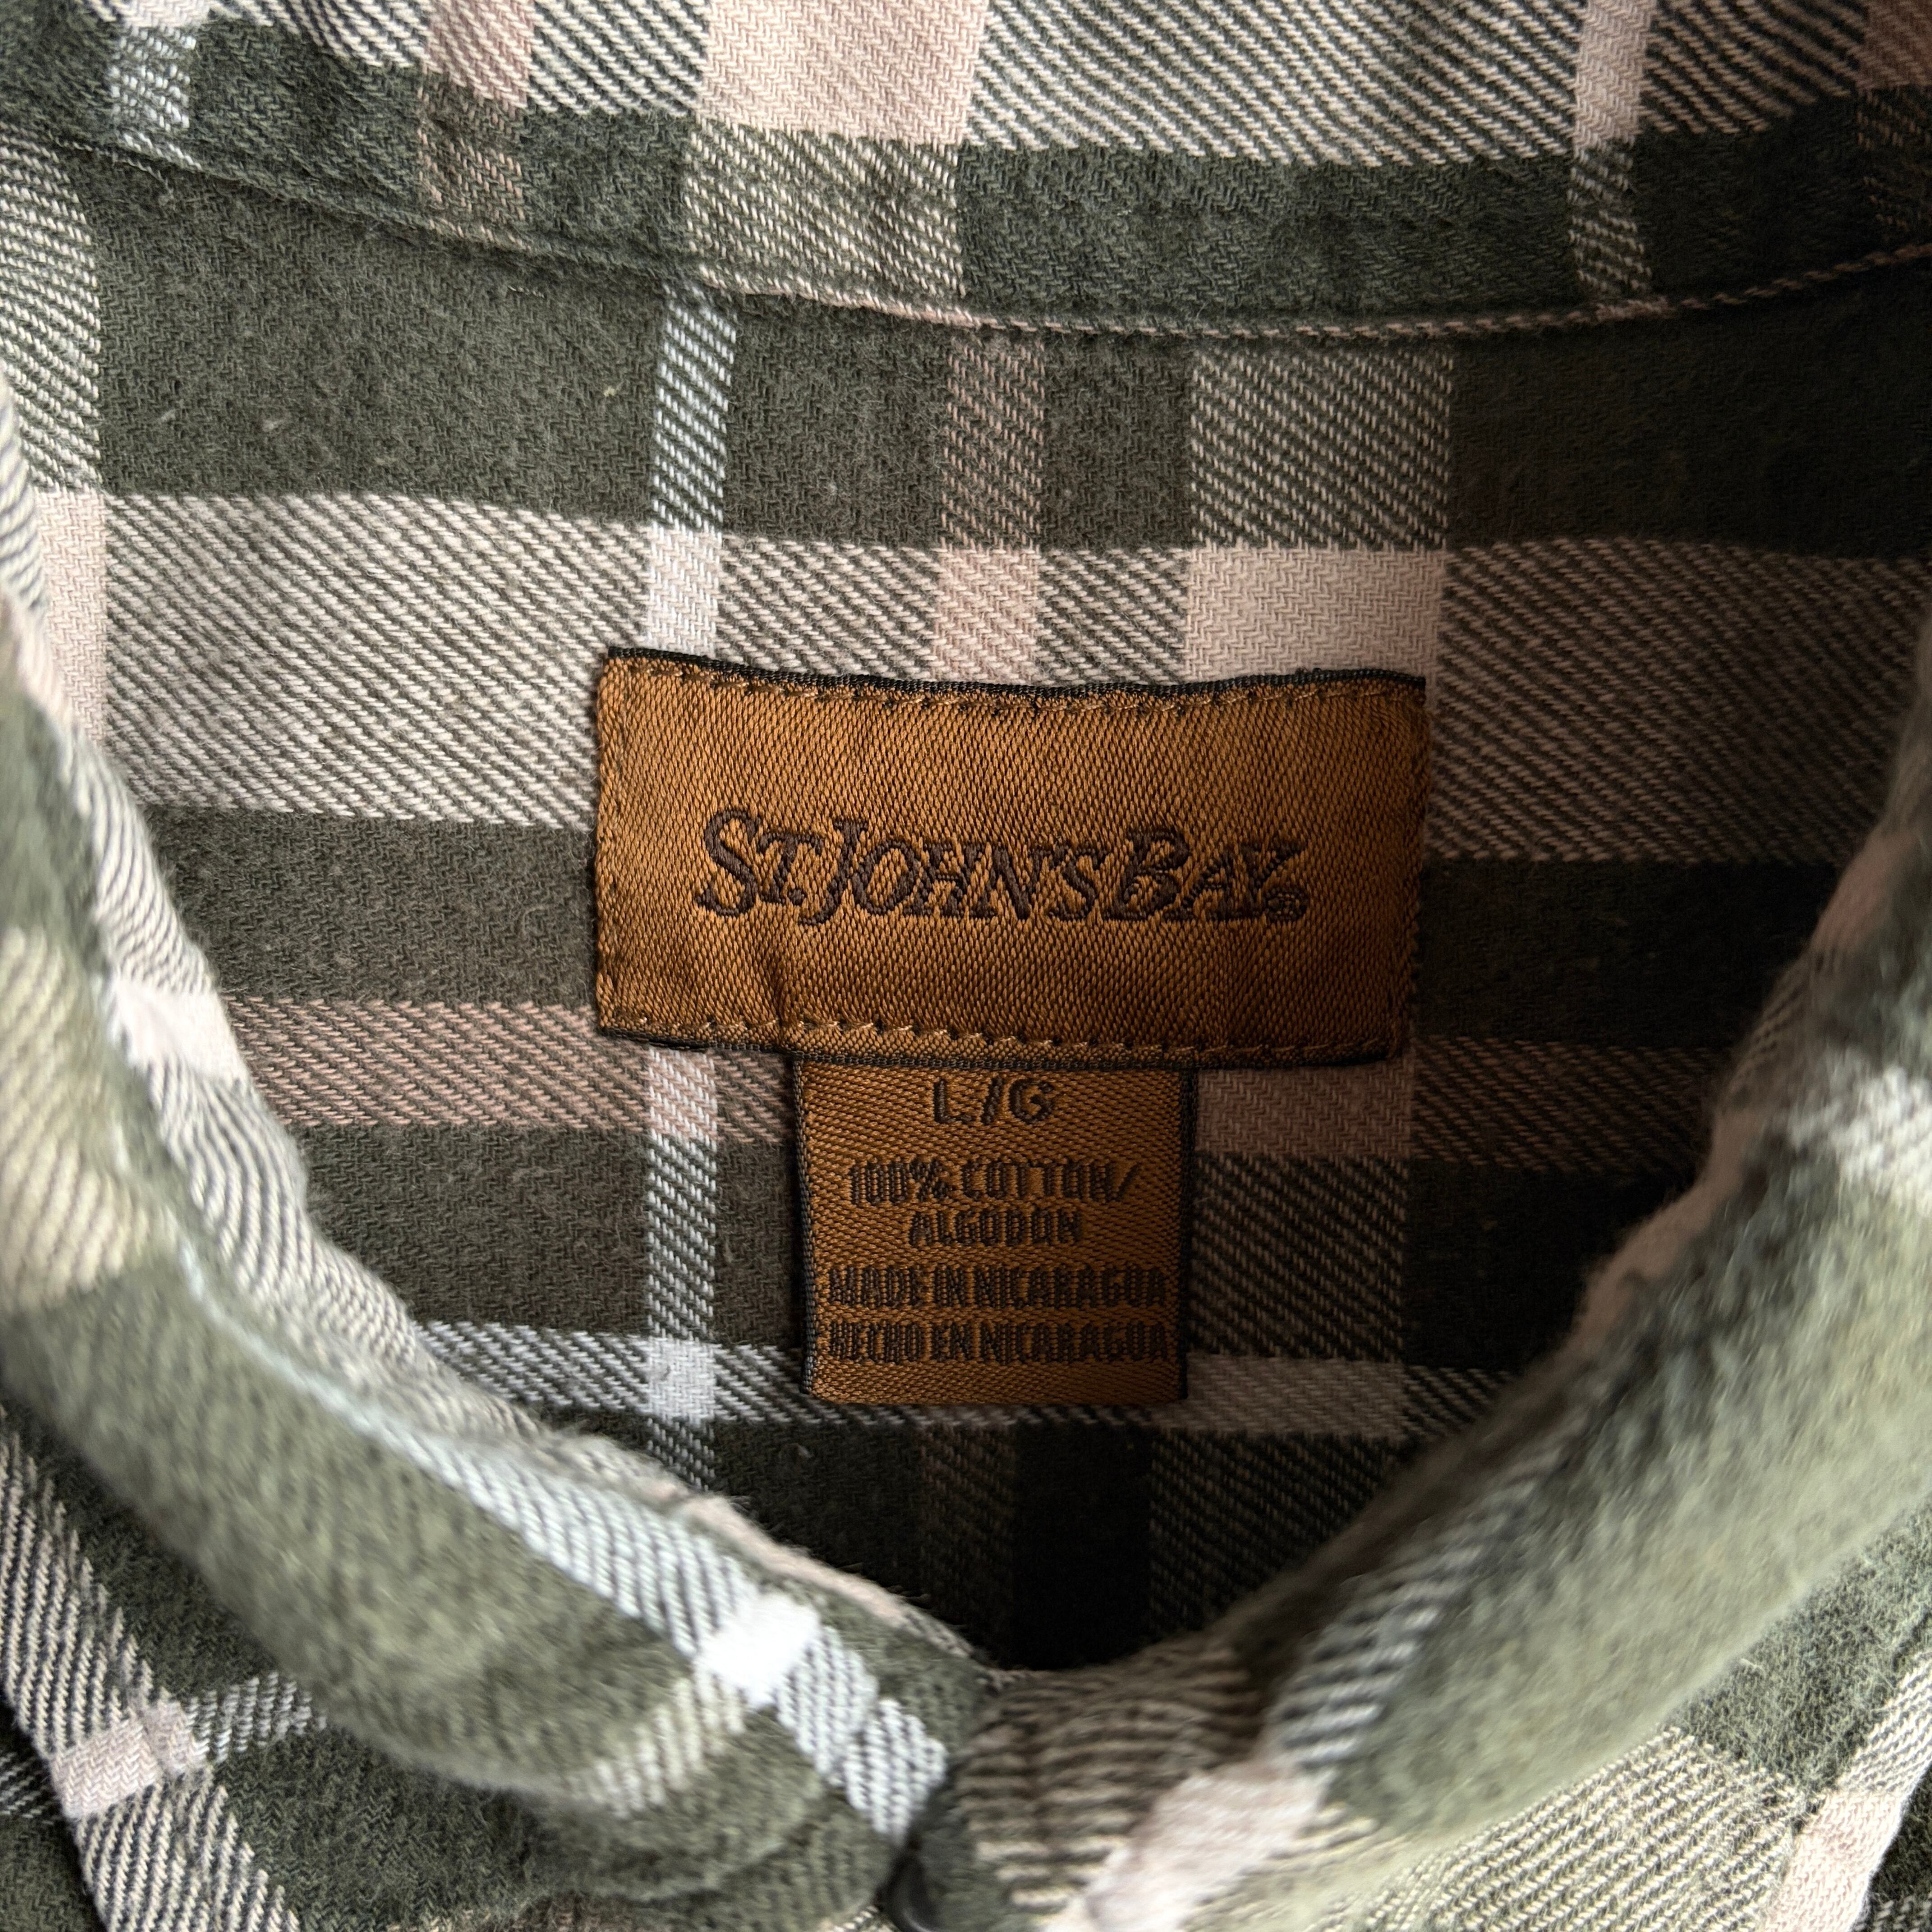 ST. JOHN'S BAY®
L/G
100% COTTON/
ALGODON
MADE IN NICARAGUA
HECHO EN NICARAGUA